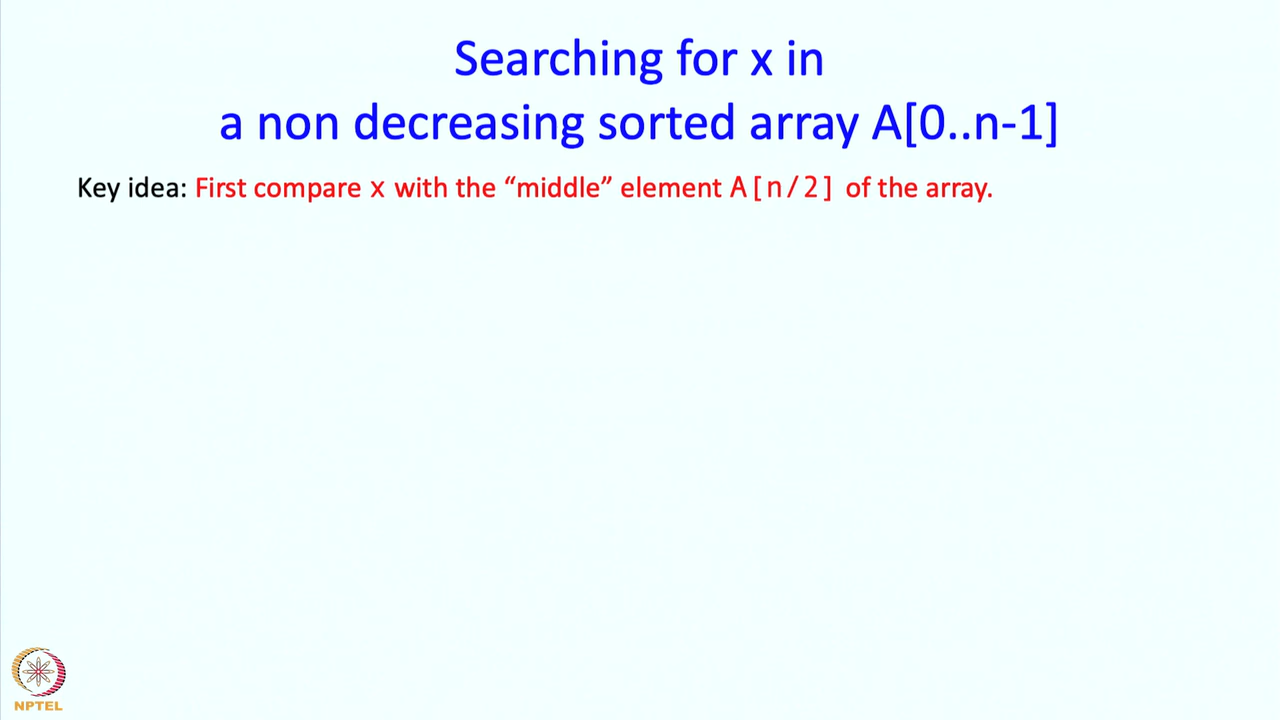 Searching for x in
a non decreasing sorted array A[0..n-1]
Key idea: First compare x with the “middle” element A[n/2] of the array.
NPTEL